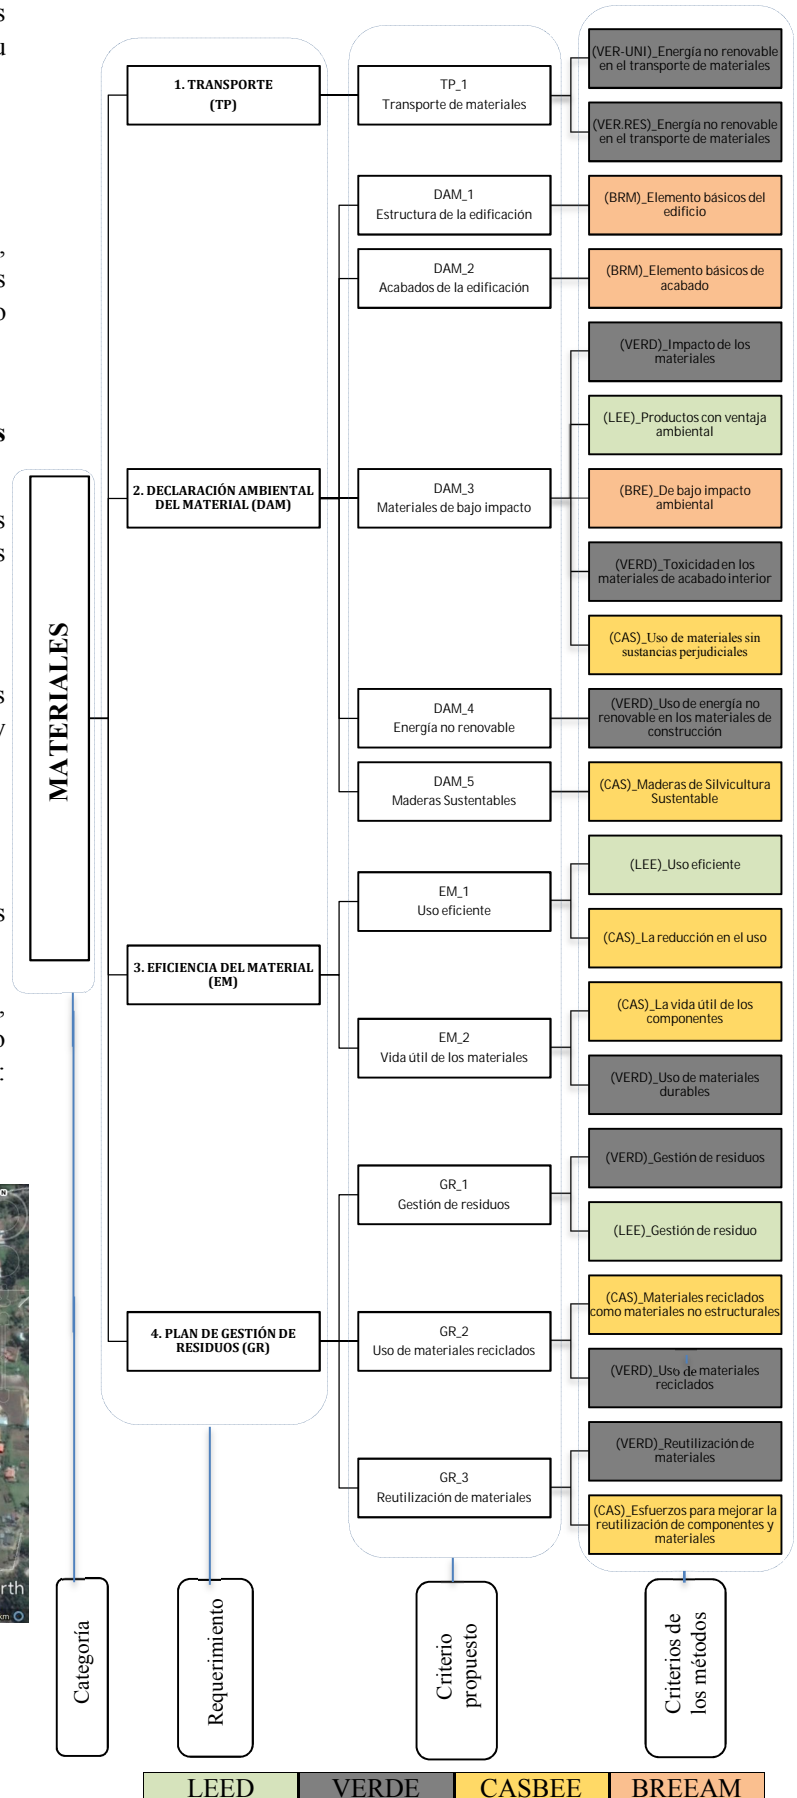 s
u
,
s
o
s
s
s
s
y
s
,
o
:
MATERIALES
1. TRANSPORTE
(TP)
TP_1
Transporte de materiales
(VER-UNI)_Energía no renovable
en el transporte de materiales
(VER.RES)_Energía no renovable
en el transporte de materiales
2. DECLARACIÓN AMBIENTAL
DEL MATERIAL (DAM)
DAM_1
Estructura de la edificación
(BRM)_Elemento básicos del
edificio
DAM_2
Acabados de la edificación
(BRM)_Elemento básicos de
acabado
DAM_3
Materiales de bajo impacto
(VERD)_Impacto de los
materiales
(LEE)_Productos con ventaja
ambiental
(BRE)_De bajo impacto
ambiental
(VERD)_Toxicidad en los
materiales de acabado interior
(CAS)_Uso de materiales sin
sustancias perjudiciales
DAM_4
Energía no renovable
(VERD)_Uso de energía no
renovable en los materiales de
construcción
DAM_5
Maderas Sustentables
(CAS)_Maderas de Silvicultura
Sustentable
3. EFICIENCIA DEL MATERIAL
(EM)
EM_1
Uso eficiente
(LEE)_Uso eficiente
(CAS)_La reducción en el uso
EM_2
Vida útil de los materiales
(CAS)_La vida útil de los
componentes
(VERD)_Uso de materiales
durables
4. PLAN DE GESTIÓN DE
RESIDUOS (GR)
GR_1
Gestión de residuos
(VERD)_Gestión de residuos
(LEE)_Gestión de residuo
GR_2
Uso de materiales reciclados
(CAS)_Materiales reciclados
como materiales no estructurales
(VERD)_Uso de materiales
reciclados
GR_3
Reutilización de materiales
(VERD)_Reutilización de
materiales
(CAS)_Esfuerzos para mejorar la
reutilización de componentes y
materiales
N
rth
km
Categoría
Requerimiento
Criterio
propuesto
Criterios de
los métodos
LEED
VERDE
CASBEE
BREEAM